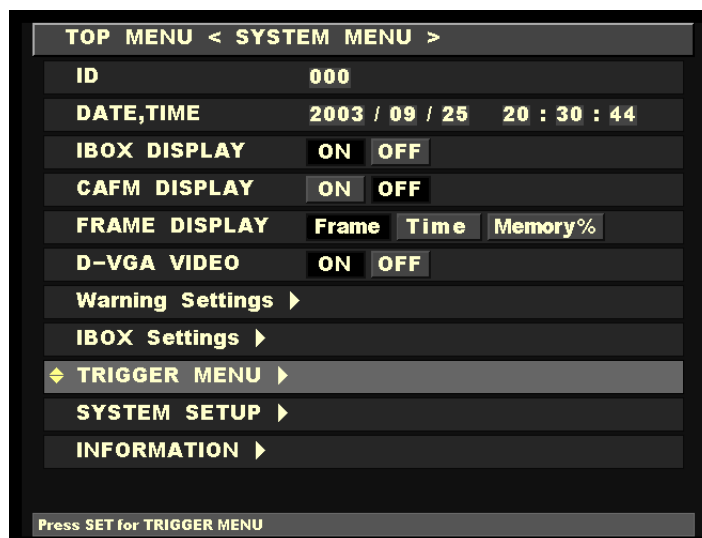 TOP MENU < SYSTEM MENU >
ID 000
DATE,TIME 2003 / 09 / 25 20 : 30 : 44
IBOX DISPLAY ON OFF
CAFM DISPLAY ON OFF
FRAME DISPLAY Frame Time Memory%
D-VGA VIDEO ON OFF
Warning Settings
IBOX Settings
TRIGGER MENU
SYSTEM SETUP
INFORMATION
Press SET for TRIGGER MENU